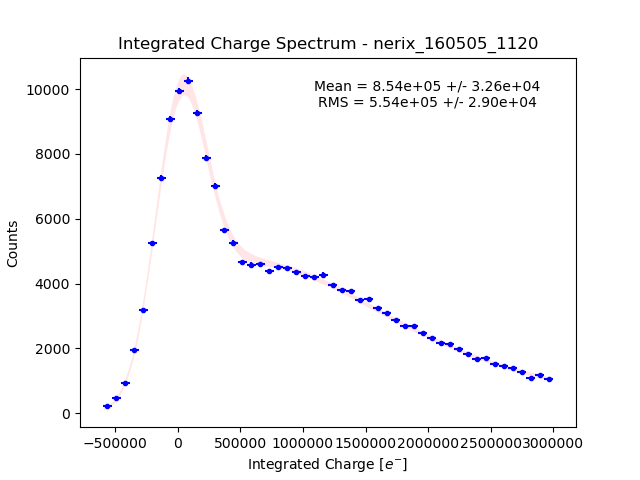 Integrated Charge Spectrum - nerix_160505_1120
Mean = 8.54e+05 +/- 3.26e+04
RMS = 5.54e+05 +/- 2.90e+04
Counts
10000
8000
6000
4000
2000
0
−500000 0 500000 1000000 1500000 2000000 2500000 3000000
Integrated Charge [e⁻]